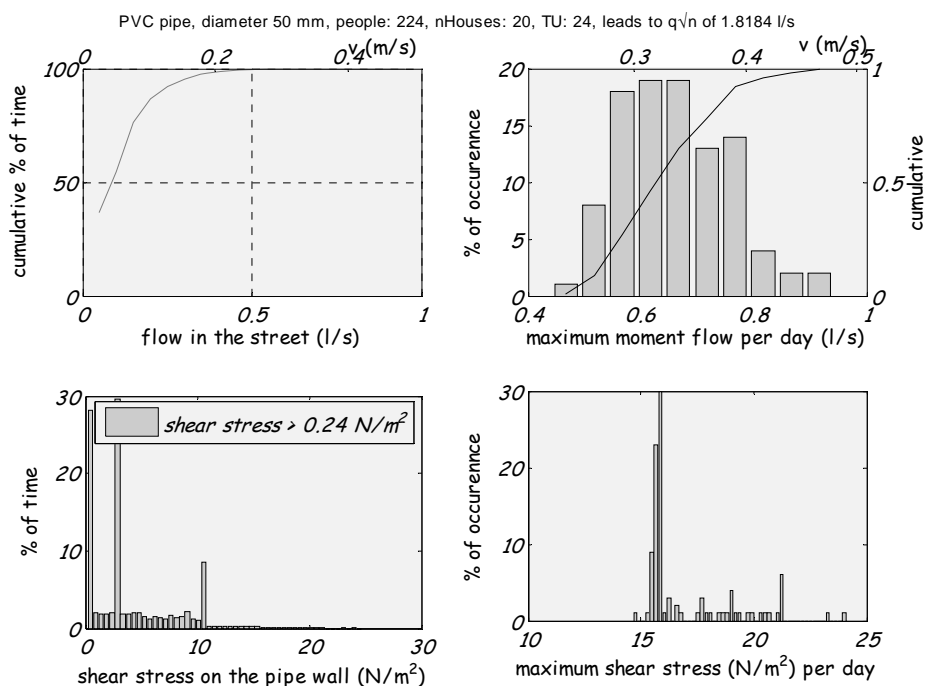 PVC pipe, diameter 50 mm, people: 224, nHouses: 20, TU: 24, leads to q√n of 1.8184 l/s
v (m/s)
0 0.2 0.4
100
50
0
cumulative % of time
0 0.5 1
flow in the street (l/s)
v (m/s)
0.3 0.4 0.5
20
15
10
5
0
% of occurennce
1
0.5
0
cumulative
0.4 0.6 0.8 1
maximum moment flow per day (l/s)
30
20
10
0
% of time
shear stress > 0.24 N/m²
0 10 20 30
shear stress on the pipe wall (N/m²)
30
20
10
0
% of occurennce
10 15 20 25
maximum shear stress (N/m²) per day